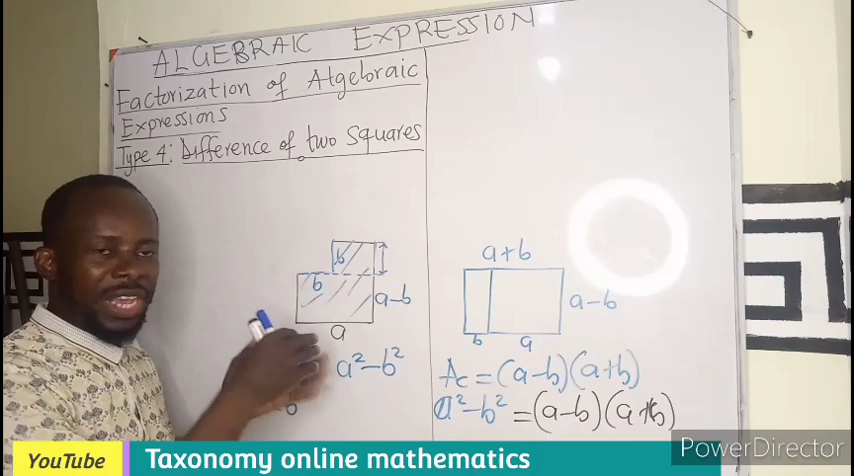 ALGEBRAIC EXPRESSION
Factorization of Algebraic
Expressions
Type 4: Difference of two Squares
b
b
a-b
a
a²-b²
b
a+b
a-b
b
a
Ac = (a-b)(a+b)
a²-b² = (a-b)(a+b)
PowerDirector
YouTube
Taxonomy online mathematics